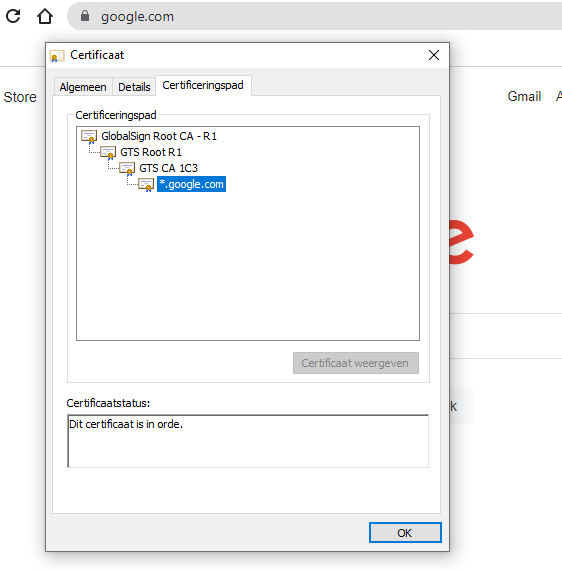 google.com
Certificaat
Store
Gmail
A
Algemeen Details Certificeringspad
Certificeringspad
GlobalSign Root CA - R1
GTS Root R1
GTS CA 1C3
*.google.com
e
Certificaat weergeven
Certificaatstatus:
k
Dit certificaat is in orde.
OK